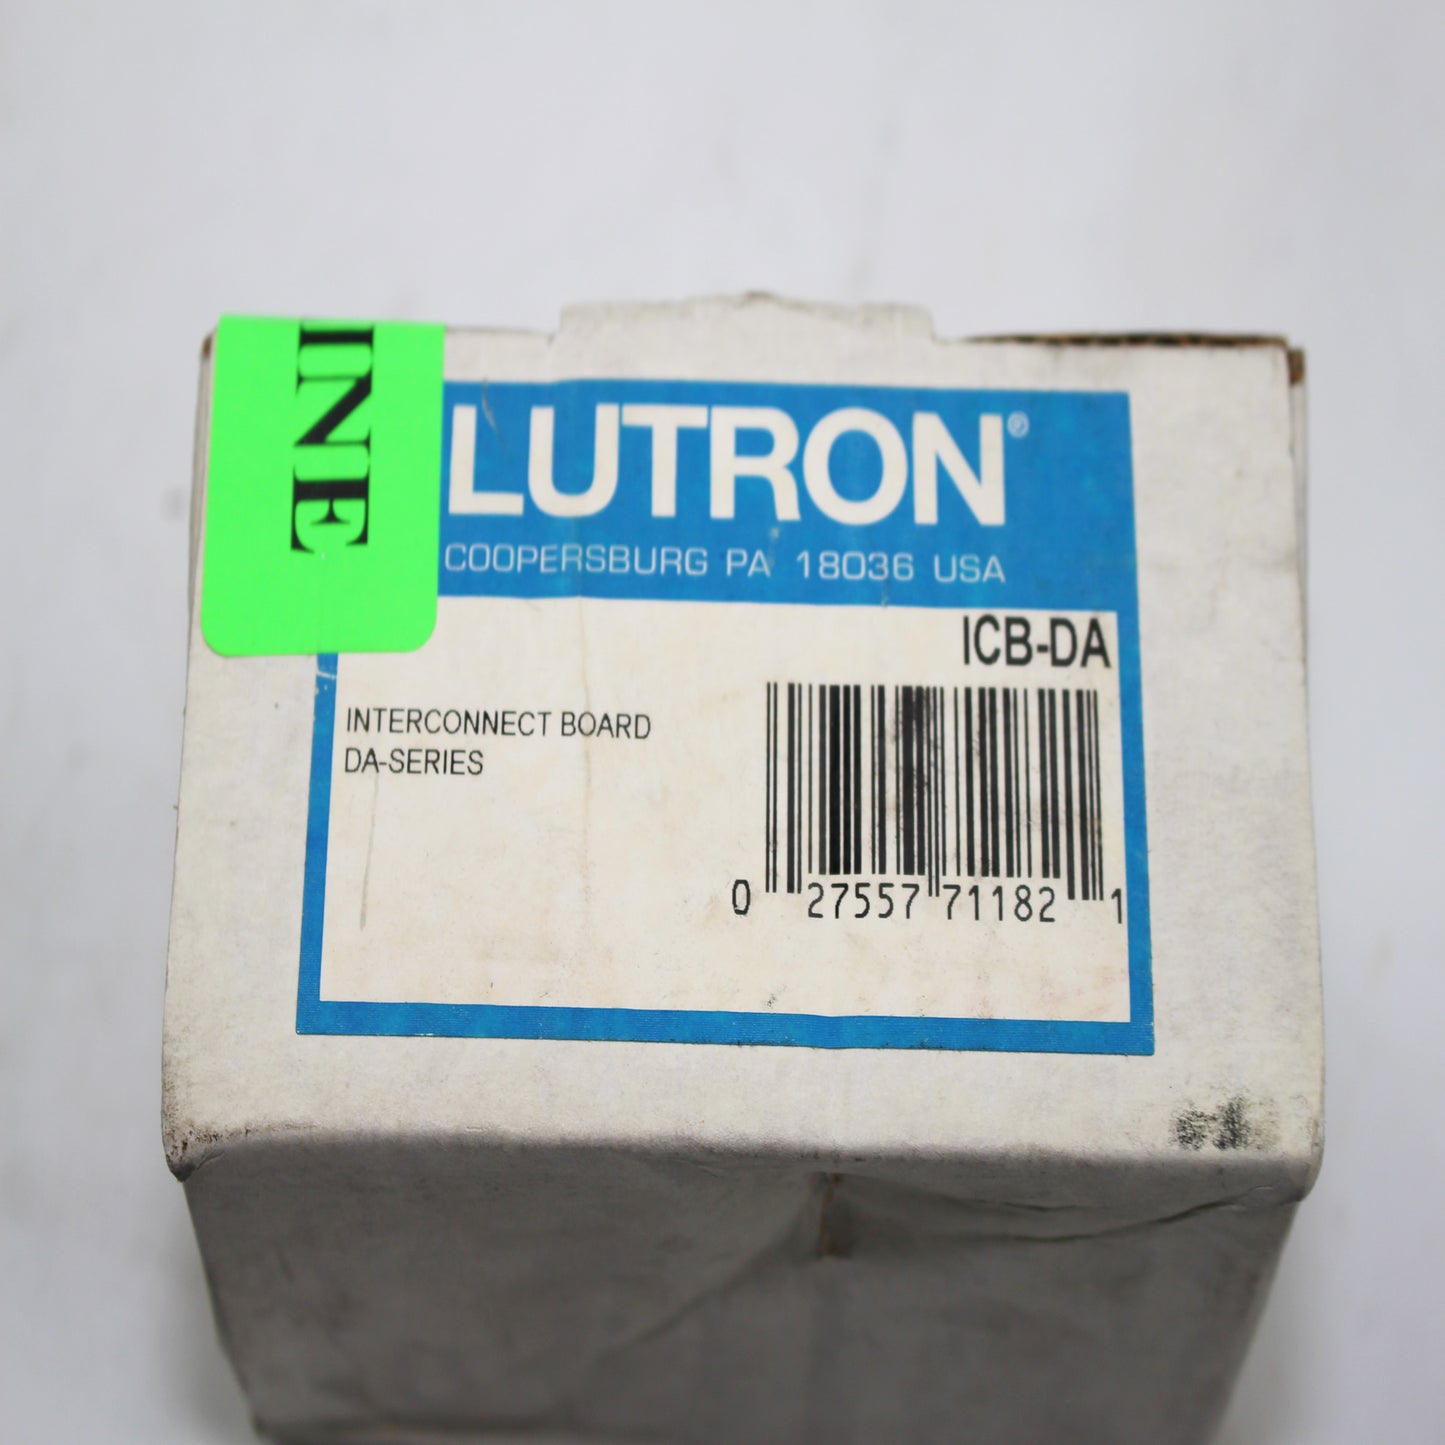 INE
LUTRON®
COOPERSBURG PA 18036 USA
ICB-DA
INTERCONNECT BOARD
DA-SERIES
0 27557 71182 1